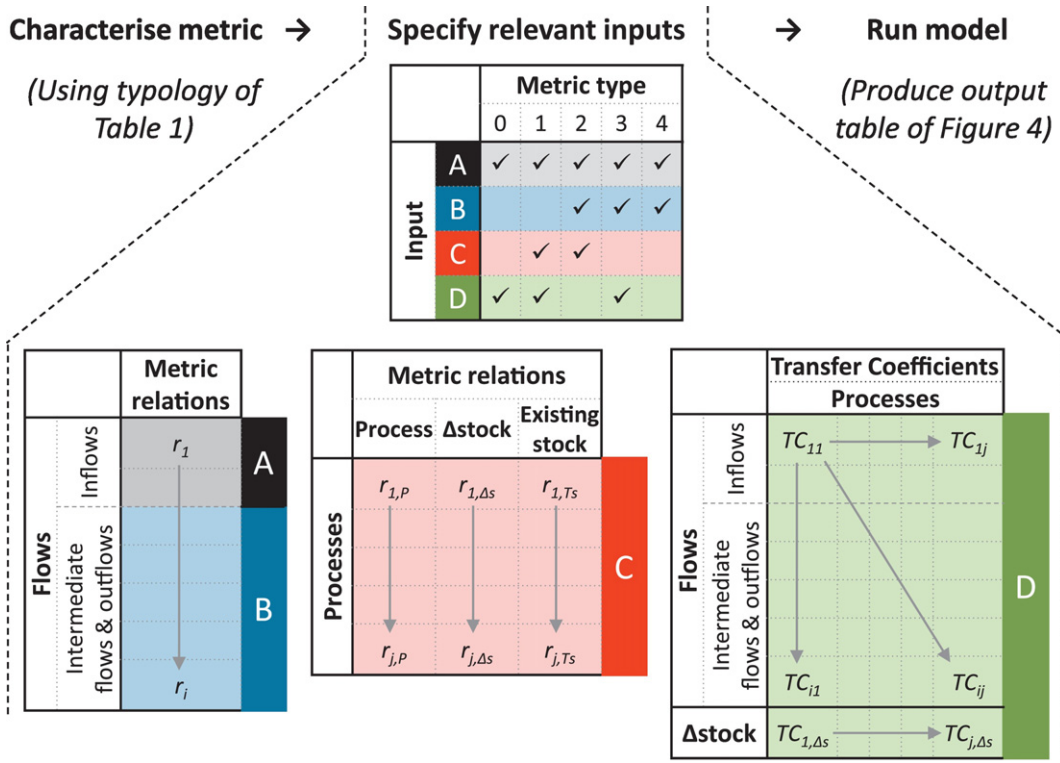 Characterise metric → Specify relevant inputs → Run model
(Using typology of
Table 1)
(Produce output
table of Figure 4)
Metric type
0 1 2 3 4
Input
A ✓ ✓ ✓ ✓ ✓
B ✓ ✓ ✓
C ✓ ✓
D ✓ ✓ ✓
Metric
relations
Flows
Inflows
Intermediate
flows & outflows
r1
ri
A
B
Metric relations
Process Δstock Existing
stock
Processes
r1,P r1,Δs r1,Ts
rj,P rj,Δs rj,Ts
C
Transfer Coefficients
Processes
Flows
Inflows
Intermediate
flows & outflows
TC11 TC1j
TCi1 TCij
D
Δstock TC1,Δs TCj,Δs